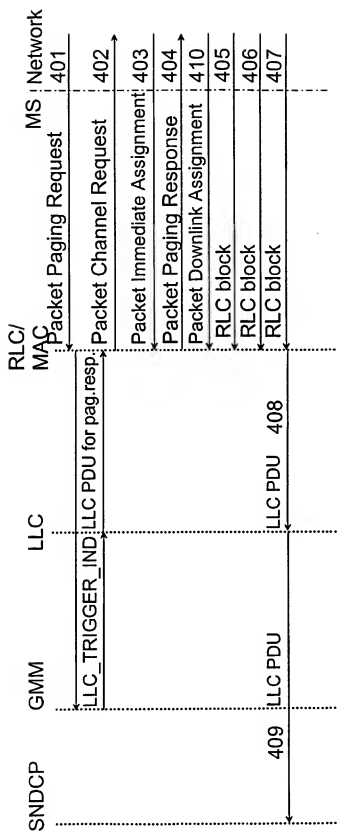 SNDCP
GMM
LLC
RLC/
MAC
MS
Network
Packet Paging Request
401
LLC_TRIGGER_IND
LLC PDU for pag.resp.
Packet Channel Request
402
Packet Immediate Assignment
403
Packet Paging Response
404
Packet Downlink Assignment
410
RLC block
405
RLC block
406
RLC block
407
409
LLC PDU
LLC PDU
408